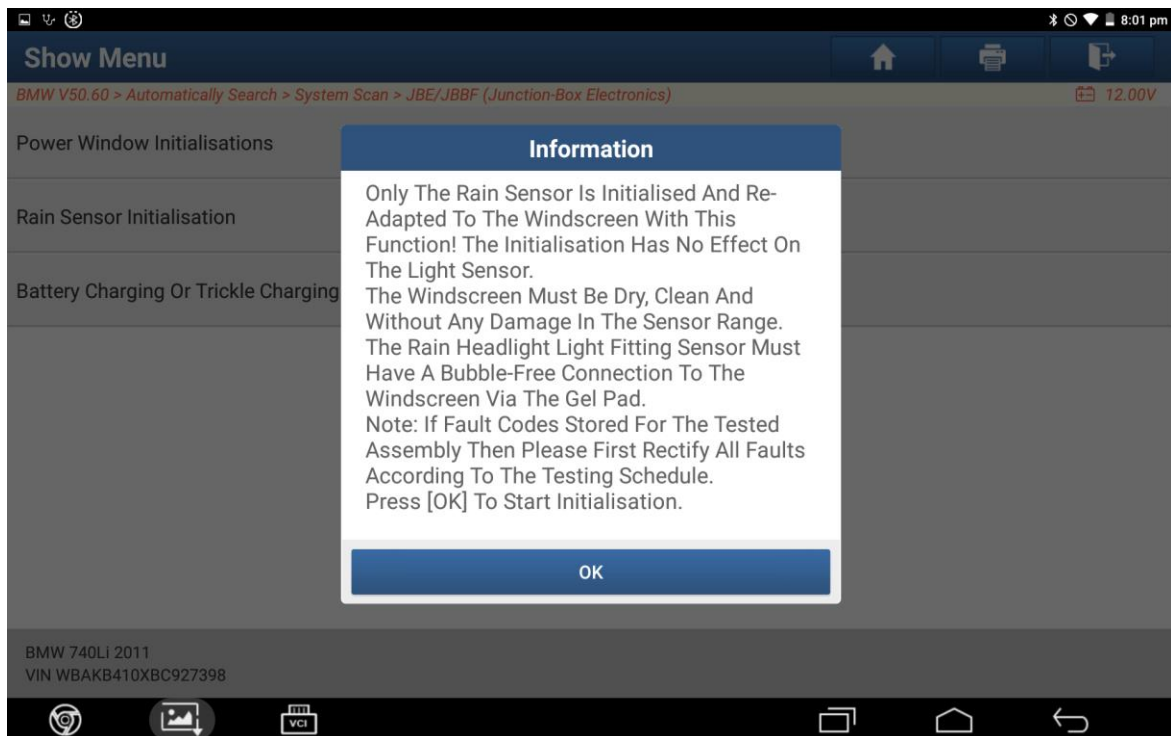 8:01 pm
Show Menu
BMW V50.60 > Automatically Search > System Scan > JBE/JBBF (Junction-Box Electronics)
12.00V
Power Window Initialisations
Rain Sensor Initialisation
Battery Charging Or Trickle Charging
Information
Only The Rain Sensor Is Initialised And Re-
Adapted To The Windscreen With This
Function! The Initialisation Has No Effect On
The Light Sensor.
The Windscreen Must Be Dry, Clean And
Without Any Damage In The Sensor Range.
The Rain Headlight Light Fitting Sensor Must
Have A Bubble-Free Connection To The
Windscreen Via The Gel Pad.
Note: If Fault Codes Stored For The Tested
Assembly Then Please First Rectify All Faults
According To The Testing Schedule.
Press [OK] To Start Initialisation.
OK
BMW 740Li 2011
VIN WBAKB410XBC927398
VCI